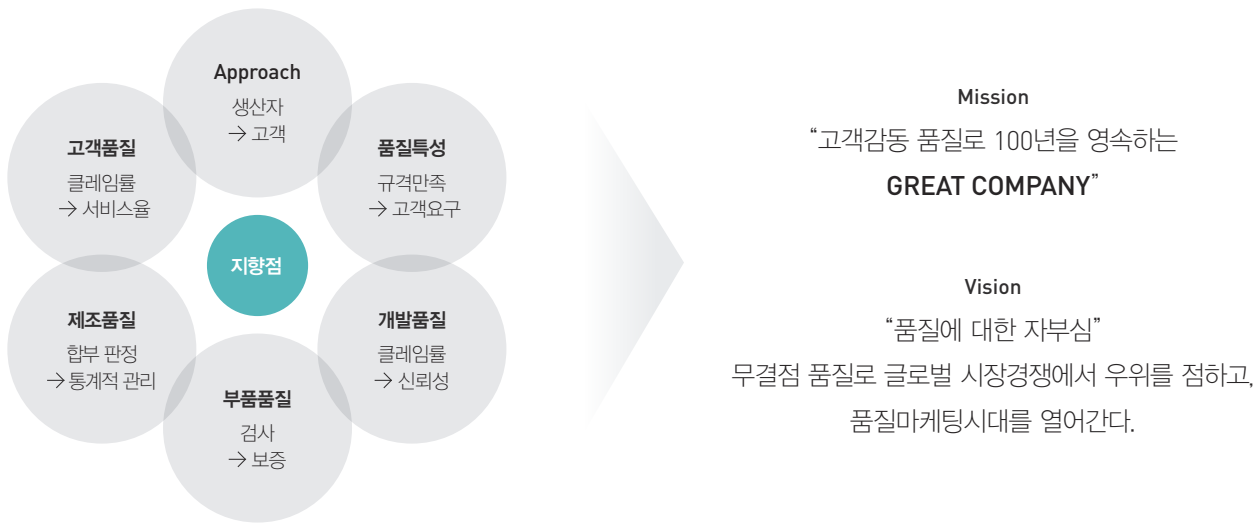 Approach
생산자
→ 고객
품질특성
규격만족
→ 고객요구
개발품질
클레임률
→ 신뢰성
부품품질
검사
→ 보증
제조품질
합부 판정
→ 통계적 관리
고객품질
클레임률
→ 서비스율
지향점
Mission
“고객감동 품질로 100년을 영속하는
GREAT COMPANY”
Vision
“품질에 대한 자부심”
무결점 품질로 글로벌 시장경쟁에서 우위를 점하고,
품질마케팅시대를 열어간다.